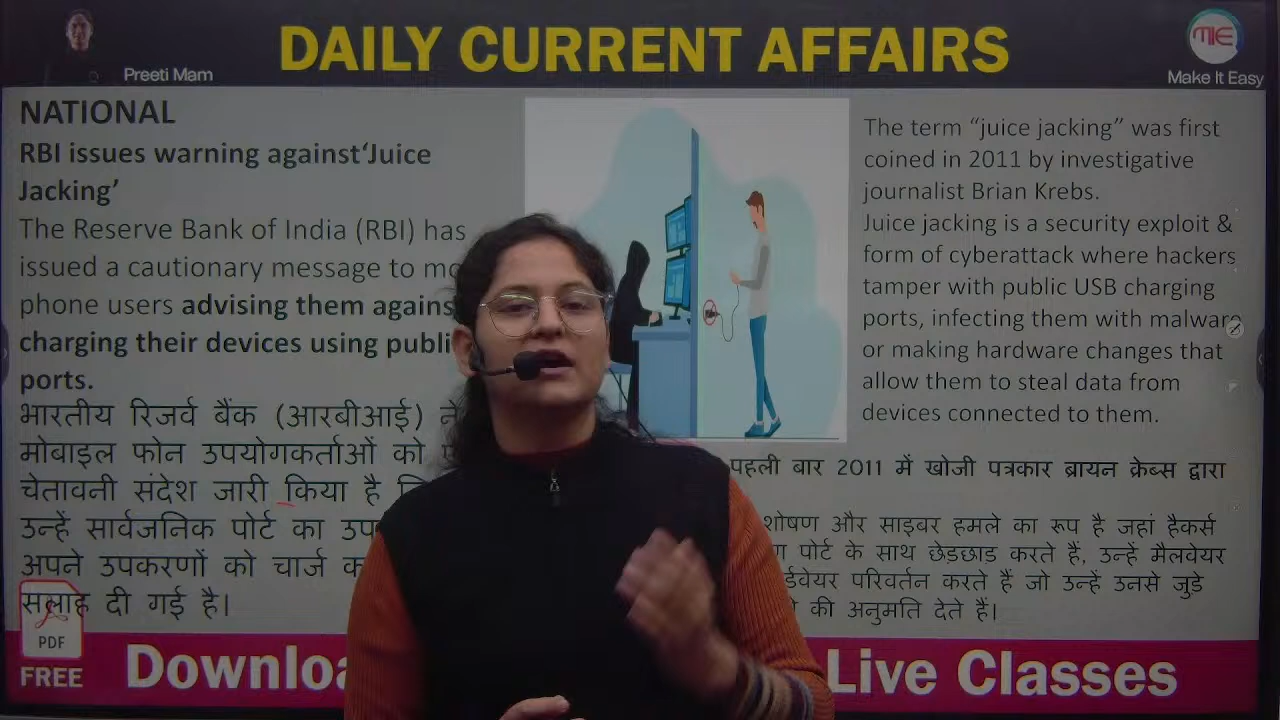 DAILY CURRENT AFFAIRS
Preeti Mam
MIE
Make It Easy
NATIONAL
RBI issues warning against‘Juice
Jacking’
The Reserve Bank of India (RBI) has
issued a cautionary message to
phone users advising them
charging their devices using
ports.
भारतीय रिजर्व बैंक (आरबीआई) ने
मोबाइल फोन उपयोगकर्ताओं को
चेतावनी संदेश जारी किया है
उन्हें सार्वजनिक पोर्ट का
अपने उपकरणों को चार्ज
सलाह दी गई है।
The term “juice jacking” was first
coined in 2011 by investigative
journalist Brian Krebs.
Juice jacking is a security exploit &
form of cyberattack where hackers
tamper with public USB charging
ports, infecting them with malware
or making hardware changes that
allow them to steal data from
devices connected to them.
पहली बार 2011 में खोजी पत्रकार ब्रायन क्रेब्स द्वारा
शोषण और साइबर हमले का रूप है जहां हैकर्स
पोर्ट के साथ छेड़छाड़ करते हैं, उन्हें मैलवेयर
परिवर्तन करते हैं जो उन्हें उनसे जुड़े
की अनुमति देते हैं।
PDF
FREE
Live Classes